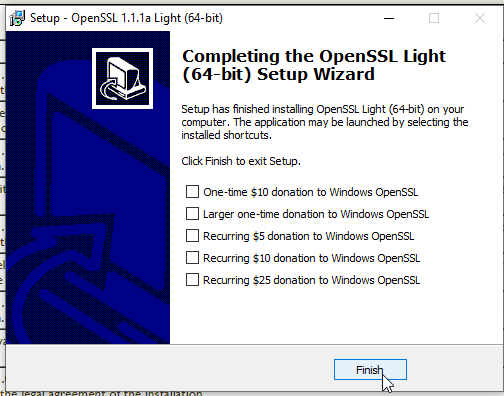 Setup - OpenSSL 1.1.1a Light (64-bit)
Completing the OpenSSL Light
(64-bit) Setup Wizard
Setup has finished installing OpenSSL Light (64-bit) on your
computer. The application may be launched by selecting the
installed shortcuts.
Click Finish to exit Setup.
One-time $10 donation to Windows OpenSSL
Larger one-time donation to Windows OpenSSL
Recurring $5 donation to Windows OpenSSL
Recurring $10 donation to Windows OpenSSL
Recurring $25 donation to Windows OpenSSL
Finish
the legal agreement of the installation